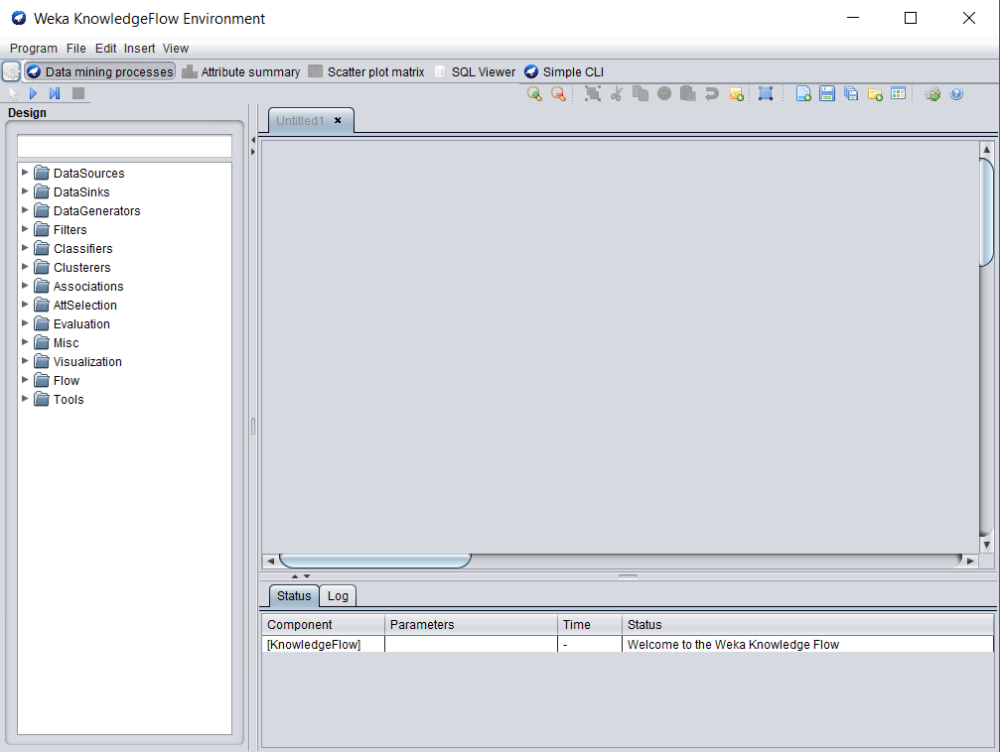 Weka KnowledgeFlow Environment
Program File Edit Insert View
Data mining processes Attribute summary Scatter plot matrix SQL Viewer Simple CLI
Design
Untitled1
DataSources
DataSinks
DataGenerators
Filters
Classifiers
Clusterers
Associations
AttSelection
Evaluation
Misc
Visualization
Flow
Tools
Status Log
Component Parameters Time Status
[KnowledgeFlow] - Welcome to the Weka Knowledge Flow